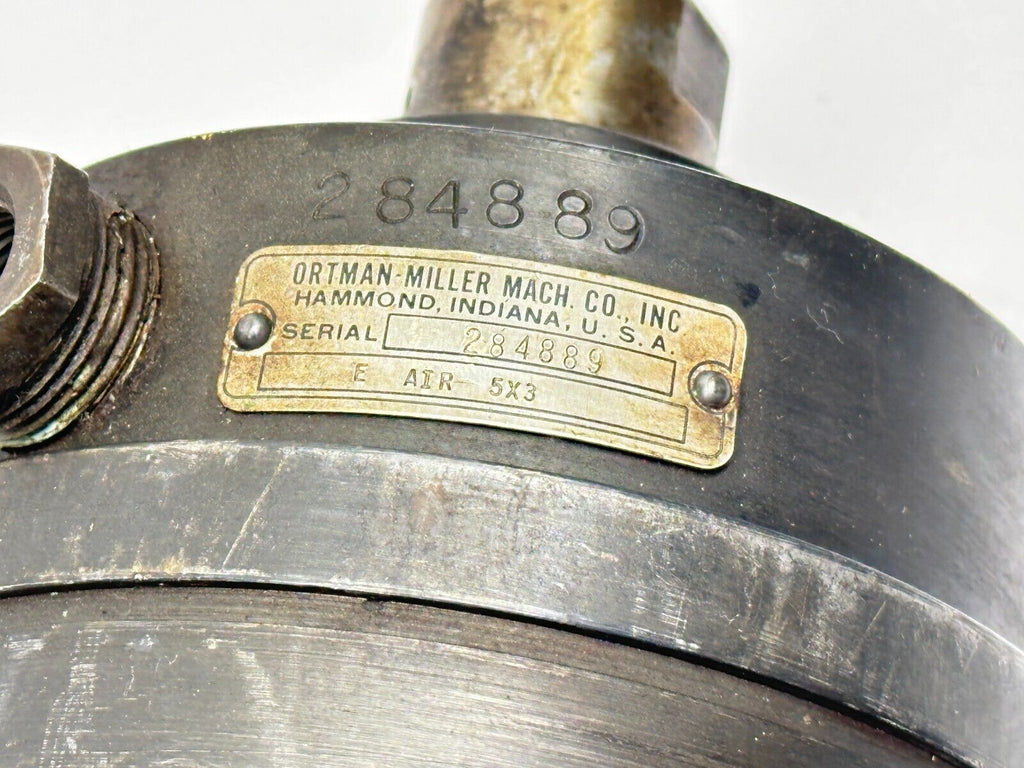 284889
ORTMAN-MILLER MACH. CO., INC
HAMMOND, INDIANA, U. S. A.
SERIAL 284889
E AIR 5X3